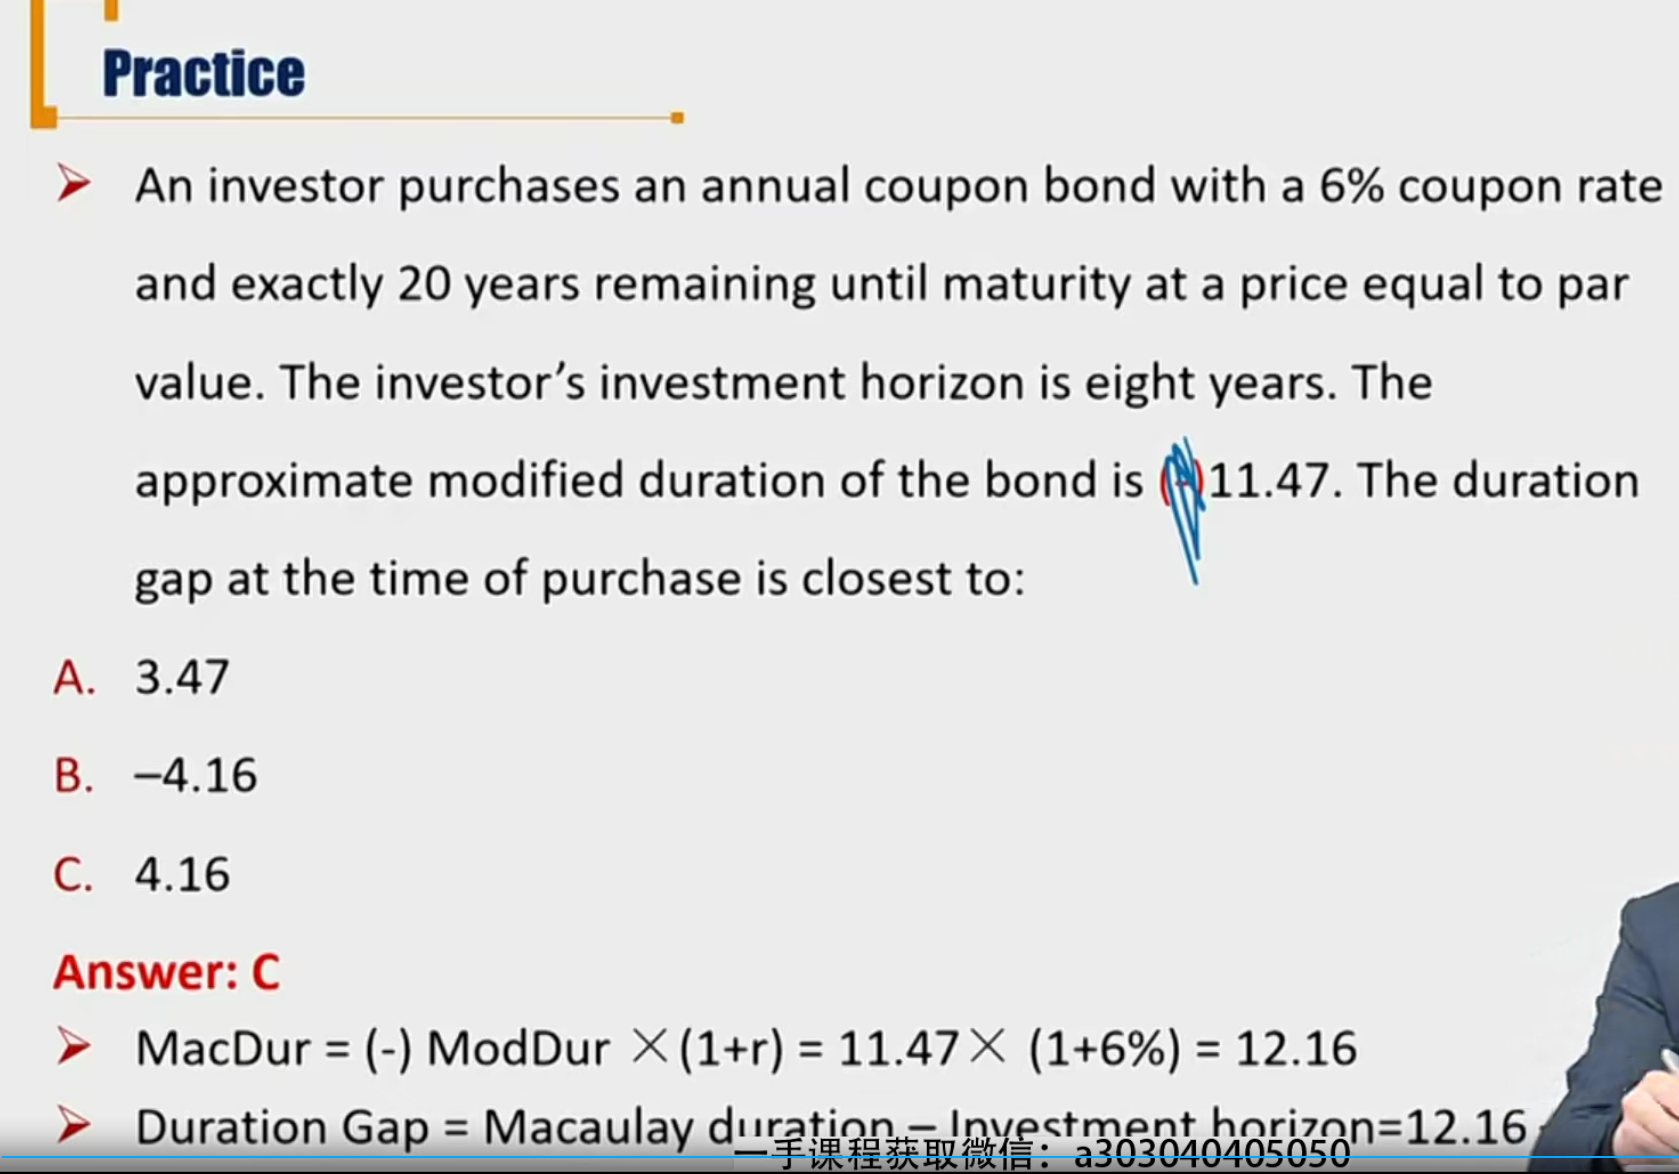 Practice
An investor purchases an annual coupon bond with a 6% coupon rate
and exactly 20 years remaining until maturity at a price equal to par
value. The investor's investment horizon is eight years. The
approximate modified duration of the bond is (-)11.47. The duration
gap at the time of purchase is closest to:
A. 3.47
B. –4.16
C. 4.16
Answer: C
MacDur = (-) ModDur ×(1+r) = 11.47× (1+6%) = 12.16
Duration Gap = Macaulay duration – Investment horizon=12.16
一手课程获取微信：a303040405050